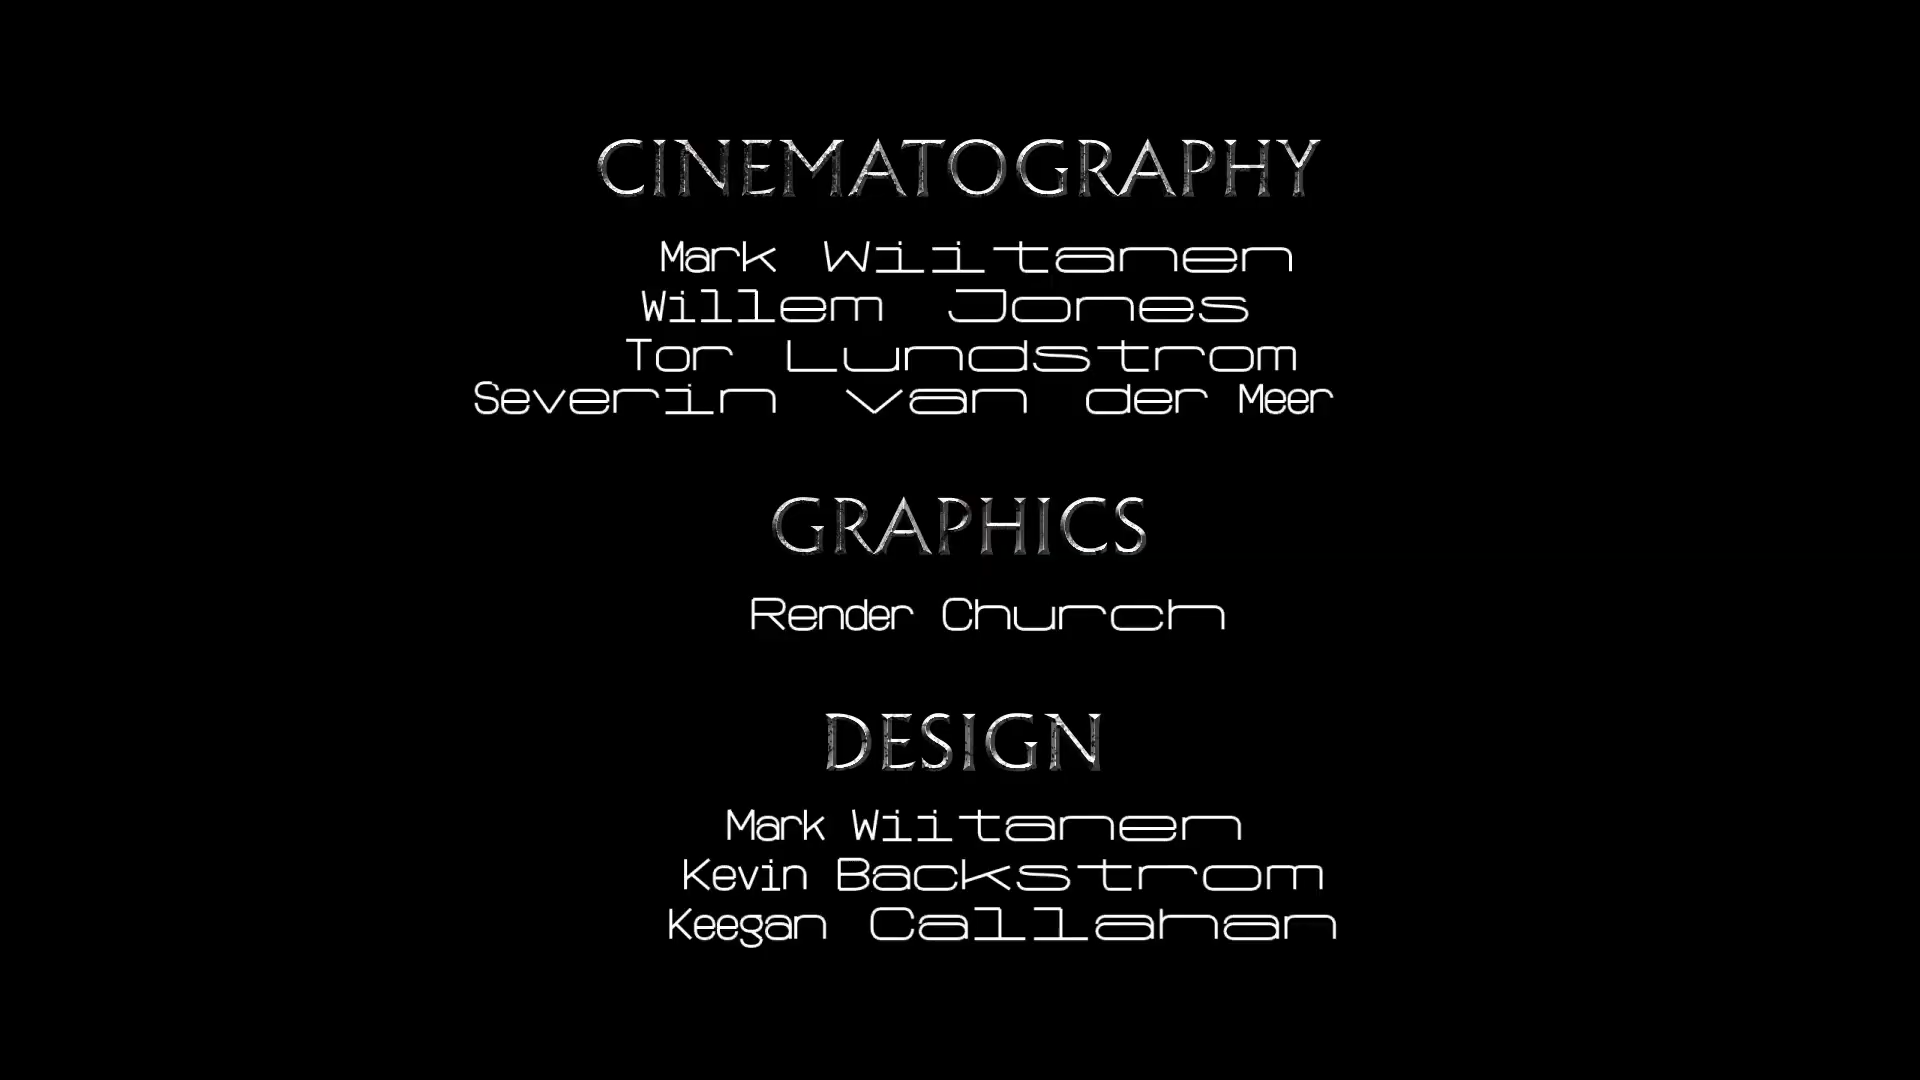 CINEMATOGRAPHY
Mark Wiitanen
Willem Jones
Tor Lundstrom
Severin van der Meer
GRAPHICS
Render Church
DESIGN
Mark Wiitanen
Kevin Backstrom
Keegan Callahan